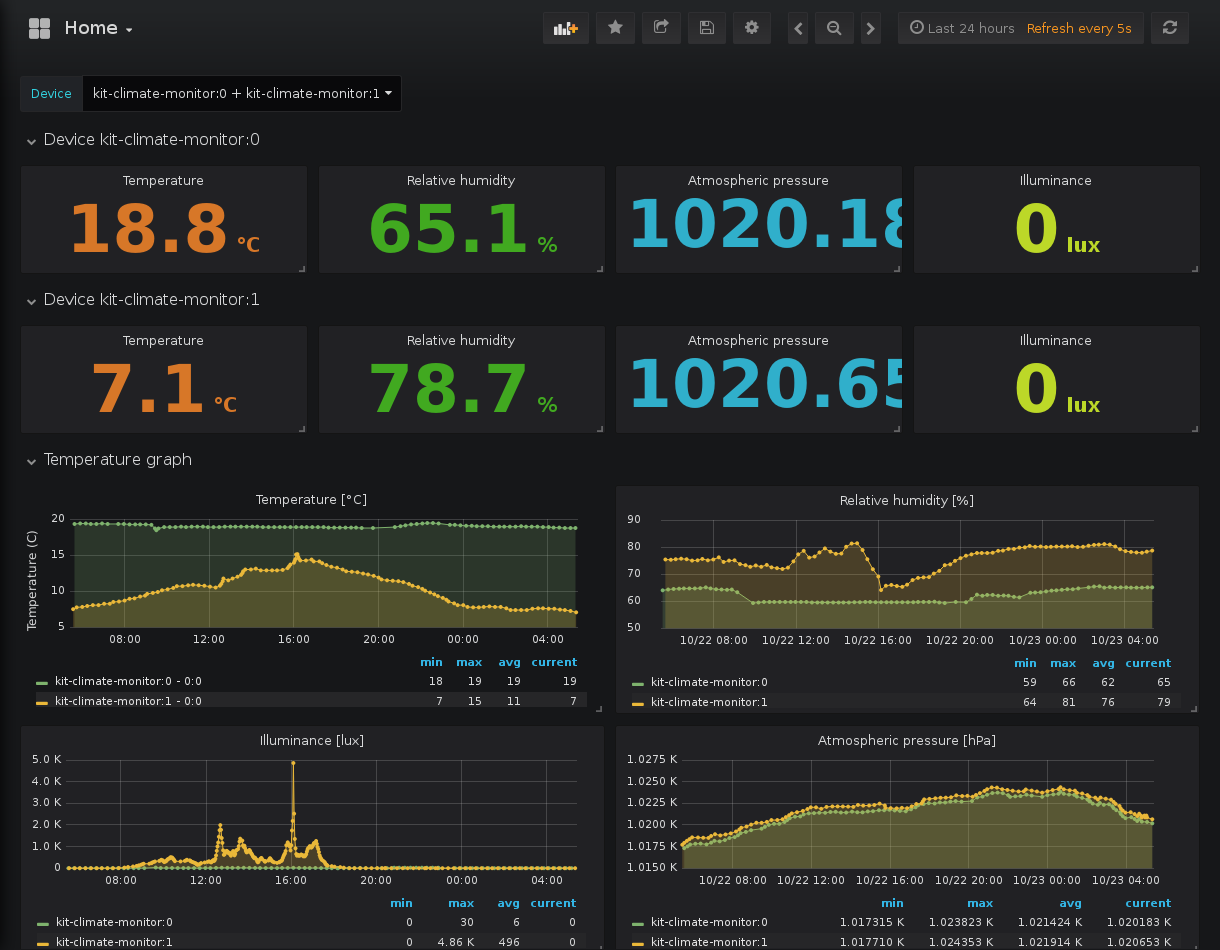 Home
Last 24 hours Refresh every 5s
Device kit-climate-monitor:0 + kit-climate-monitor:1
Device kit-climate-monitor:0
Temperature Relative humidity Atmospheric pressure Illuminance
18.8 °C 65.1 % 1020.18 0 lux
Device kit-climate-monitor:1
Temperature Relative humidity Atmospheric pressure Illuminance
7.1 °C 78.7 % 1020.65 0 lux
Temperature graph
Temperature [°C]
Temperature (C)
20
15
10
5
08:00 12:00 16:00 20:00 00:00 04:00
min max avg current
kit-climate-monitor:0 - 0:0 18 19 19 19
kit-climate-monitor:1 - 0:0 7 15 11 7
Relative humidity [%]
90
80
70
60
50
10/22 08:00 10/22 12:00 10/22 16:00 10/22 20:00 10/23 00:00 10/23 04:00
min max avg current
kit-climate-monitor:0 59 66 62 65
kit-climate-monitor:1 64 81 76 79
Illuminance [lux]
5.0 K
4.0 K
3.0 K
2.0 K
1.0 K
0
08:00 12:00 16:00 20:00 00:00 04:00
min max avg current
kit-climate-monitor:0 0 30 6 0
kit-climate-monitor:1 0 4.86 K 496 0
Atmospheric pressure [hPa]
1.0275 K
1.0250 K
1.0225 K
1.0200 K
1.0175 K
1.0150 K
10/22 08:00 10/22 12:00 10/22 16:00 10/22 20:00 10/23 00:00 10/23 04:00
min max avg current
kit-climate-monitor:0 1.017315 K 1.023823 K 1.021424 K 1.020183 K
kit-climate-monitor:1 1.017710 K 1.024353 K 1.021914 K 1.020653 K